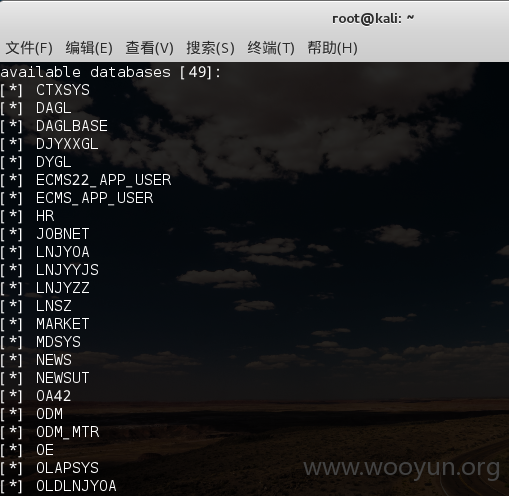 root@kali: ~
文件(F) 编辑(E) 查看(V) 搜索(S) 终端(T) 帮助(H)
available databases [49]:
[*] CTXSYS
[*] DAGL
[*] DAGLBASE
[*] DJYXXGL
[*] DYGL
[*] ECMS22_APP_USER
[*] ECMS_APP_USER
[*] HR
[*] JOBNET
[*] LNJYOA
[*] LNJYYJS
[*] LNJYZZ
[*] LNSZ
[*] MARKET
[*] MDSYS
[*] NEWS
[*] NEWSUT
[*] OA42
[*] ODM
[*] ODM_MTR
[*] OE
[*] OLAPSYS
[*] OLDLNJYOA
www.wooyun.org